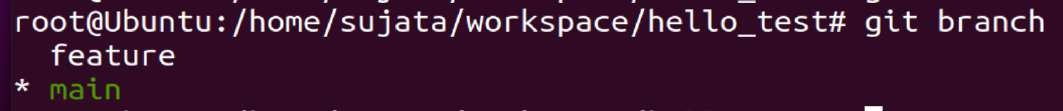 root@Ubuntu:/home/sujata/workspace/hello_test# git branch
  feature
* main